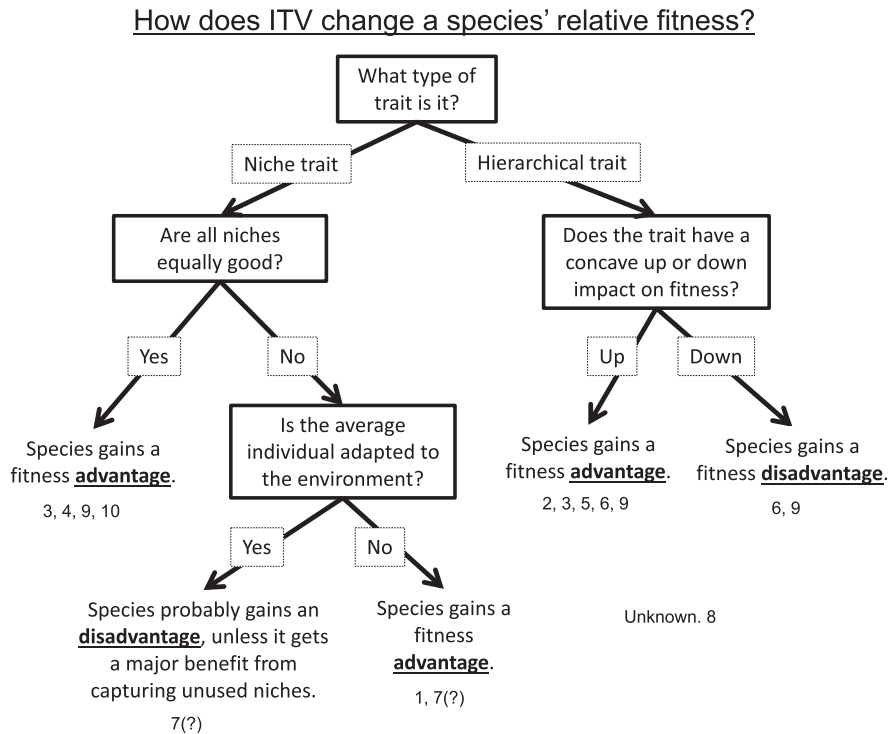 How does ITV change a species’ relative fitness?
What type of
trait is it?
Niche trait
Hierarchical trait
Are all niches
equally good?
Does the trait have a
concave up or down
impact on fitness?
Yes
No
Up
Down
Species gains a
fitness advantage.
3, 4, 9, 10
Is the average
individual adapted to
the environment?
Species gains a
fitness advantage.
2, 3, 5, 6, 9
Species gains a
fitness disadvantage.
6, 9
Yes
No
Species probably gains an
disadvantage, unless it gets
a major benefit from
capturing unused niches.
7(?)
Species gains a
fitness
advantage.
1, 7(?)
Unknown. 8